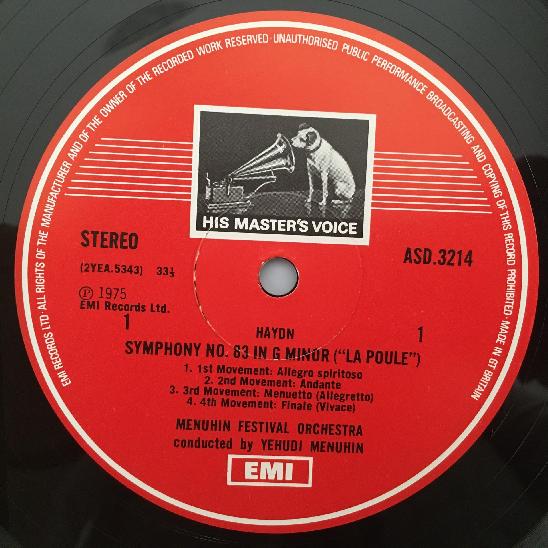 EMI RECORDS LTD ALL RIGHTS OF THE MANUFACTURER AND OF THE OWNER OF THE RECORDED WORK RESERVED · UNAUTHORISED PUBLIC PERFORMANCE BROADCASTING AND COPYING OF THIS RECORD PROHIBITED · MADE IN GT BRITAIN
HIS MASTER'S VOICE
STEREO
ASD.3214
(2YEA.5343) 33⅓
Ⓟ 1975
EMI Records Ltd.
1
1
HAYDN
SYMPHONY NO. 83 IN G MINOR ("LA POULE")
1. 1st Movement: Allegro spiritoso
2. 2nd Movement: Andante
3. 3rd Movement: Menuetto (Allegretto)
4. 4th Movement: Finale (Vivace)
MENUHIN FESTIVAL ORCHESTRA
conducted by YEHUDI MENUHIN
EMI